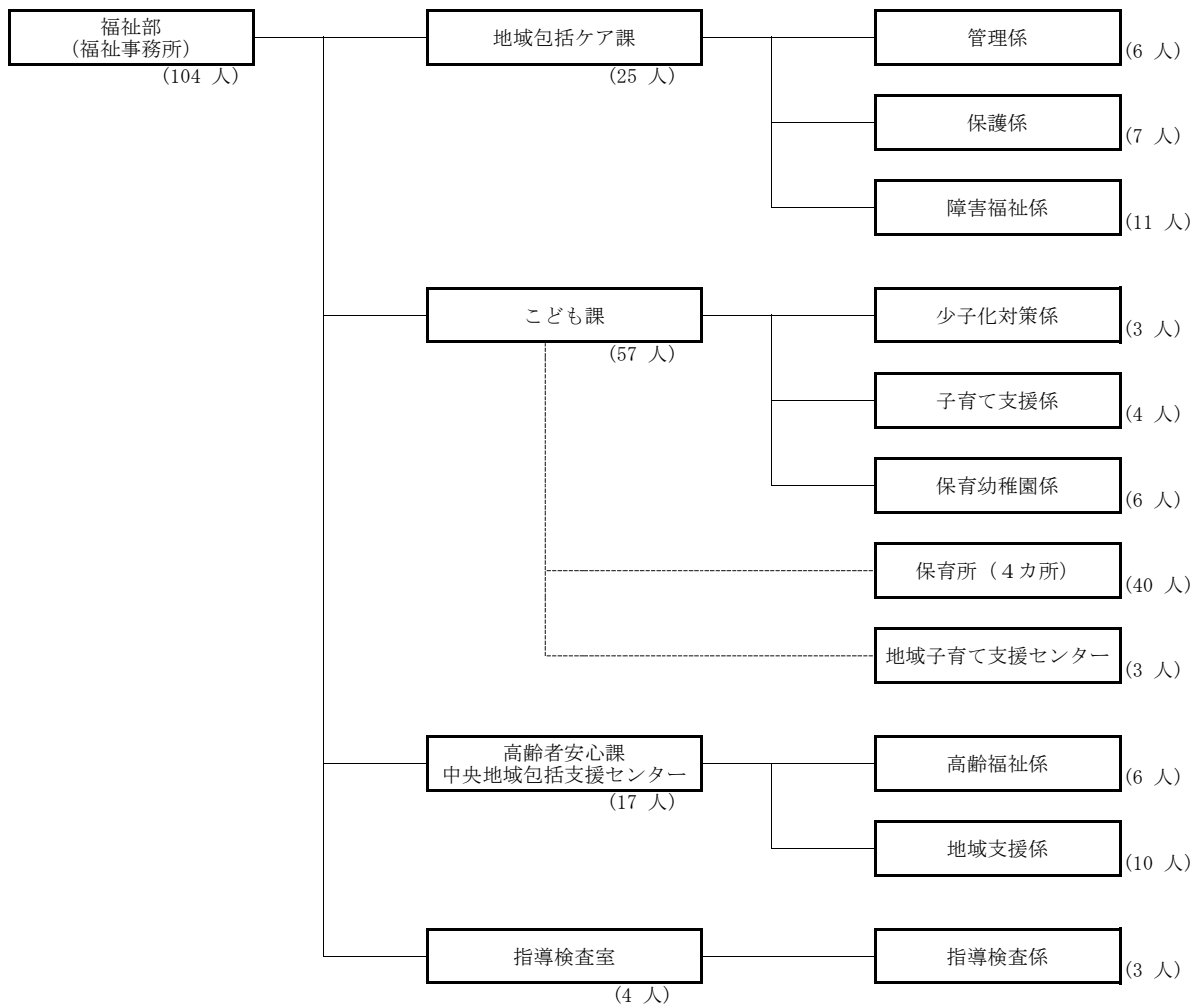 福祉部
(福祉事務所)
(104 人)
地域包括ケア課
(25 人)
管理係
(6 人)
保護係
(7 人)
障害福祉係
(11 人)
こども課
(57 人)
少子化対策係
(3 人)
子育て支援係
(4 人)
保育幼稚園係
(6 人)
保育所（４カ所）
(40 人)
地域子育て支援センター
(3 人)
高齢者安心課
中央地域包括支援センター
(17 人)
高齢福祉係
(6 人)
地域支援係
(10 人)
指導検査室
(4 人)
指導検査係
(3 人)